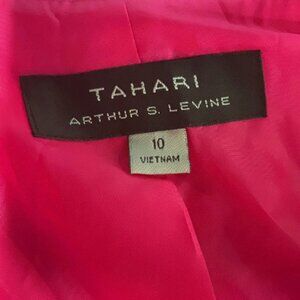 TAHARI
ARTHUR S. LEVINE
10
VIETNAM